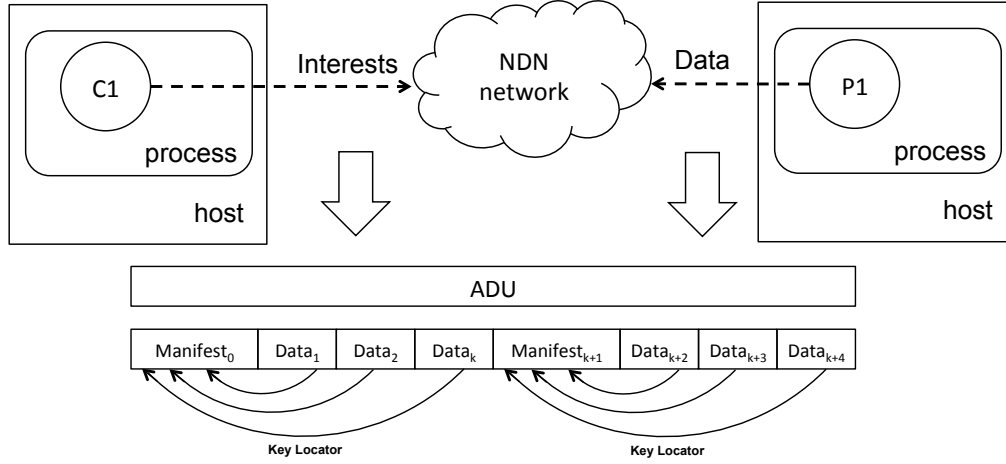 C1
process
host
Interests
NDN
network
Data
P1
process
host
ADU
Manifest₀ Data₁ Data₂ Dataₖ Manifestₖ₊₁ Dataₖ₊₂ Dataₖ₊₃ Dataₖ₊₄
Key Locator Key Locator